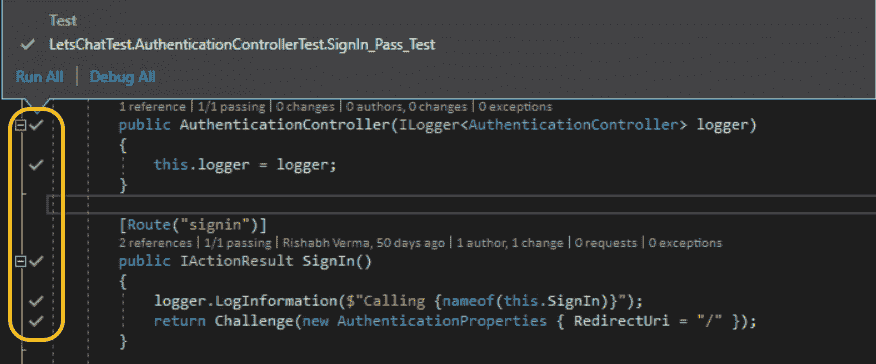 Test
LetsChatTest.AuthenticationControllerTest.SignIn_Pass_Test
Run All | Debug All
1 reference | 1/1 passing | 0 changes | 0 authors, 0 changes | 0 exceptions
public AuthenticationController(ILogger<AuthenticationController> logger)
{
this.logger = logger;
}
[Route("signin")]
2 references | 1/1 passing | Rishabh Verma, 50 days ago | 1 author, 1 change | 0 requests | 0 exceptions
public IActionResult SignIn()
{
logger.LogInformation($"Calling {nameof(this.SignIn)}");
return Challenge(new AuthenticationProperties { RedirectUri = "/" });
}